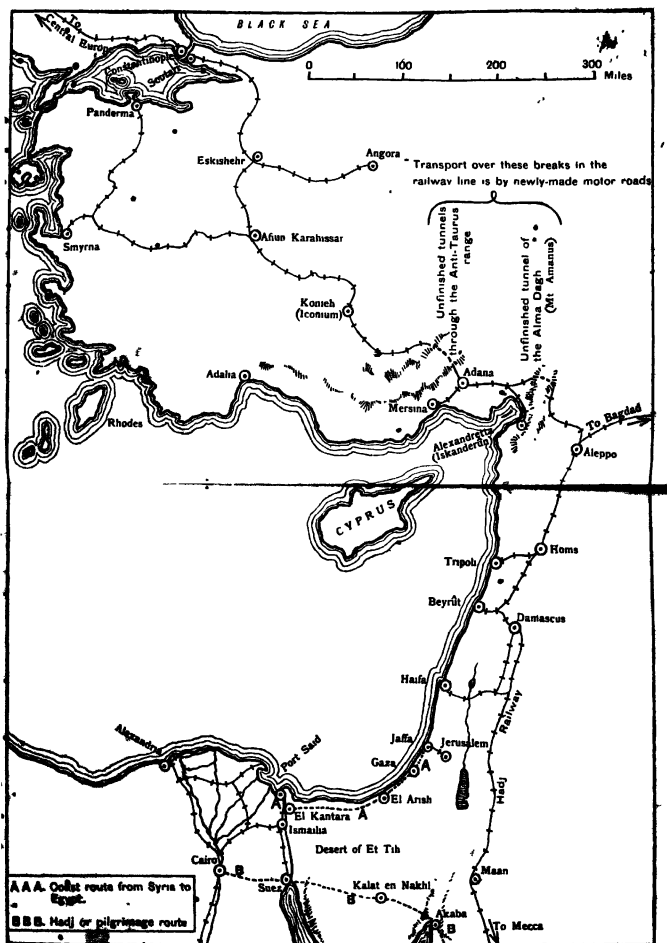 BLACK SEA
To
Central Europe
Constantinople
Scutari
0 100 200 300
Miles
Panderma
Eskishehr
Angora
Transport over these breaks in the
railway line is by newly-made motor roads
Smyrna
Afiun Karahissar
Unfinished tunnels
through the Anti-Taurus
range
Unfinished tunnel of
the Alma Dagh
(Mt Amanus)
Konieh
(Iconium)
Adalia
Adana
Mersina
Rhodes
Alexandretta
(Iskanderun)
To Bagdad
Aleppo
CYPRUS
Tripoli
Homs
Beyrût
Damascus
Haifa
Railway
Hadj
Jaffa
Jerusalem
Gaza
A
Alexandria
Port Said
A
El Arish
A
El Kantara
Ismailia
Desert of Et Tih
Cairo
B
Suez
Kalat en Nakhl
B
Maan
Akaba
B
To Mecca
A A A. Coast route from Syria to
Egypt.
B B B. Hadj or pilgrimage route